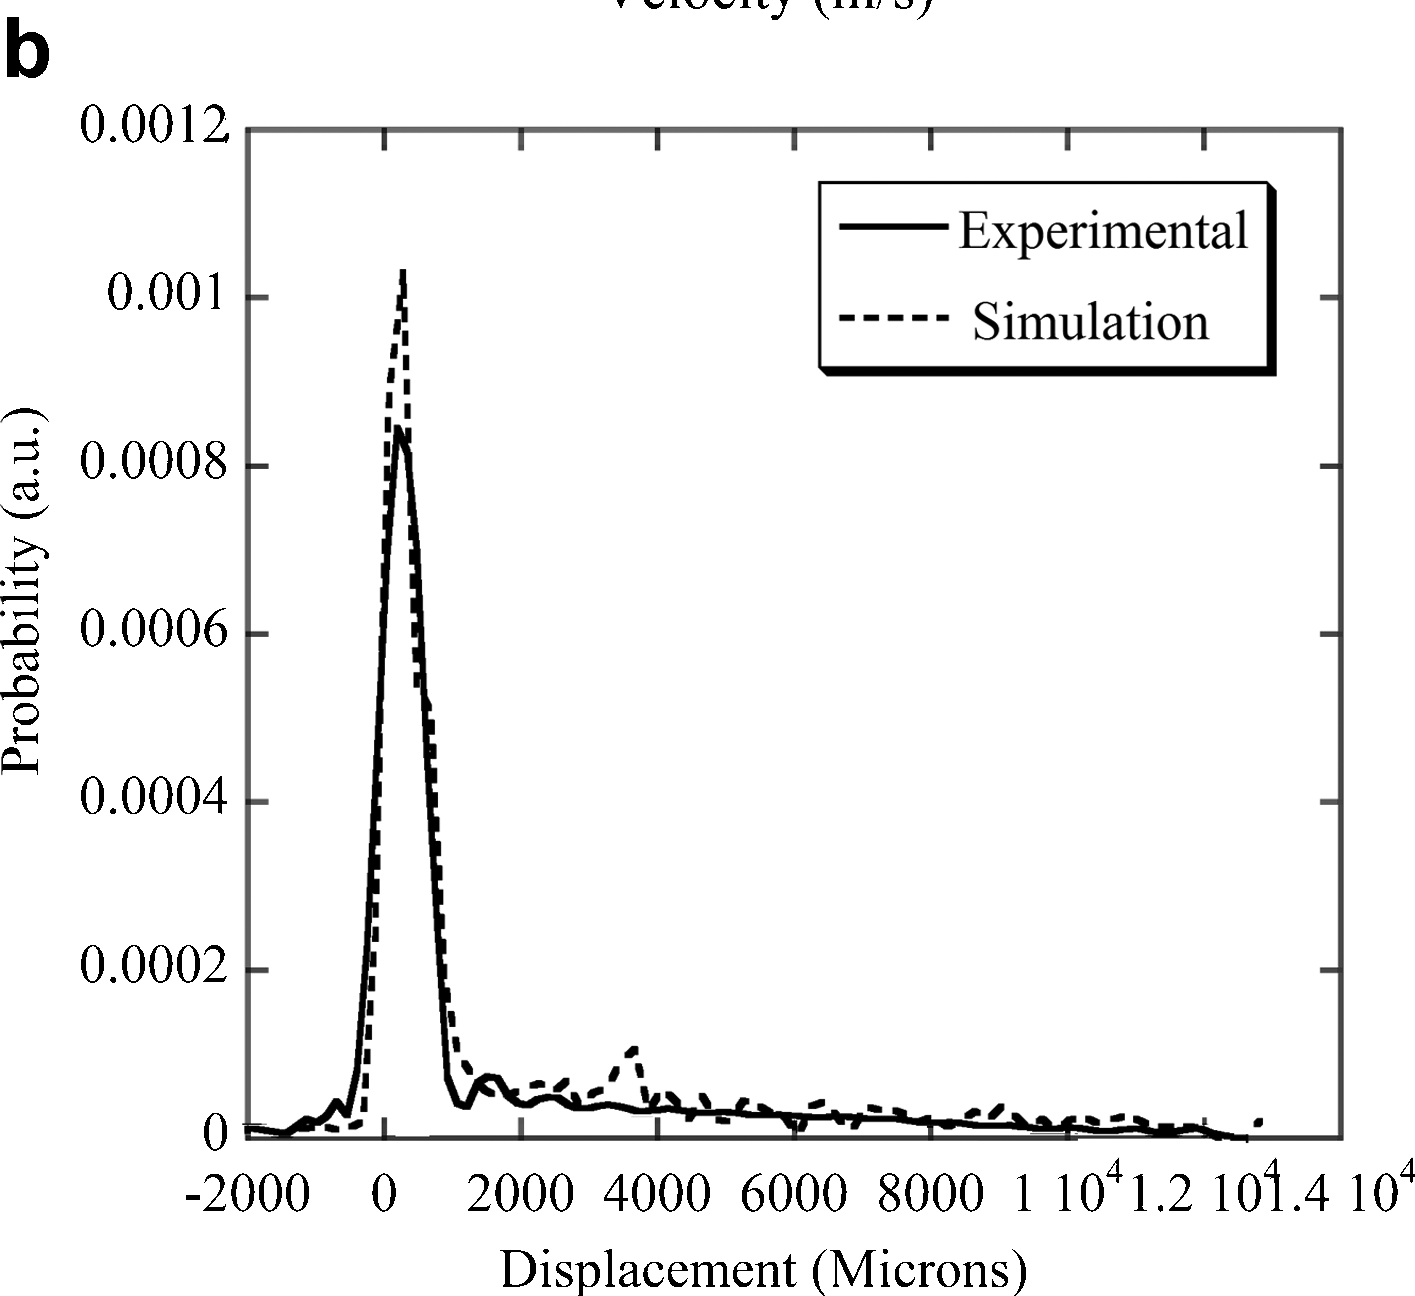 Velocity (m/s)
b
0.0012
0.001
0.0008
0.0006
0.0004
0.0002
0
Probability (a.u.)
Experimental
Simulation
-2000 0 2000 4000 6000 8000 1 10⁴ 1.2 10⁴ 1.4 10⁴
Displacement (Microns)